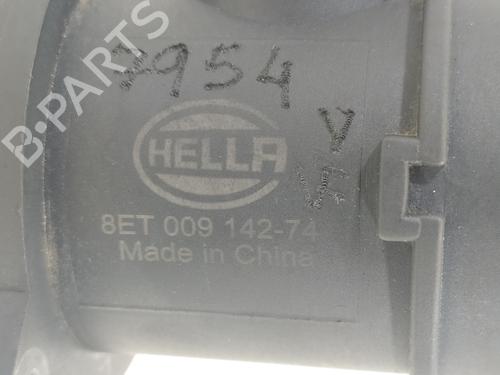 7954
HELLA
8ET 009 142-74
Made in China
B-PARTS